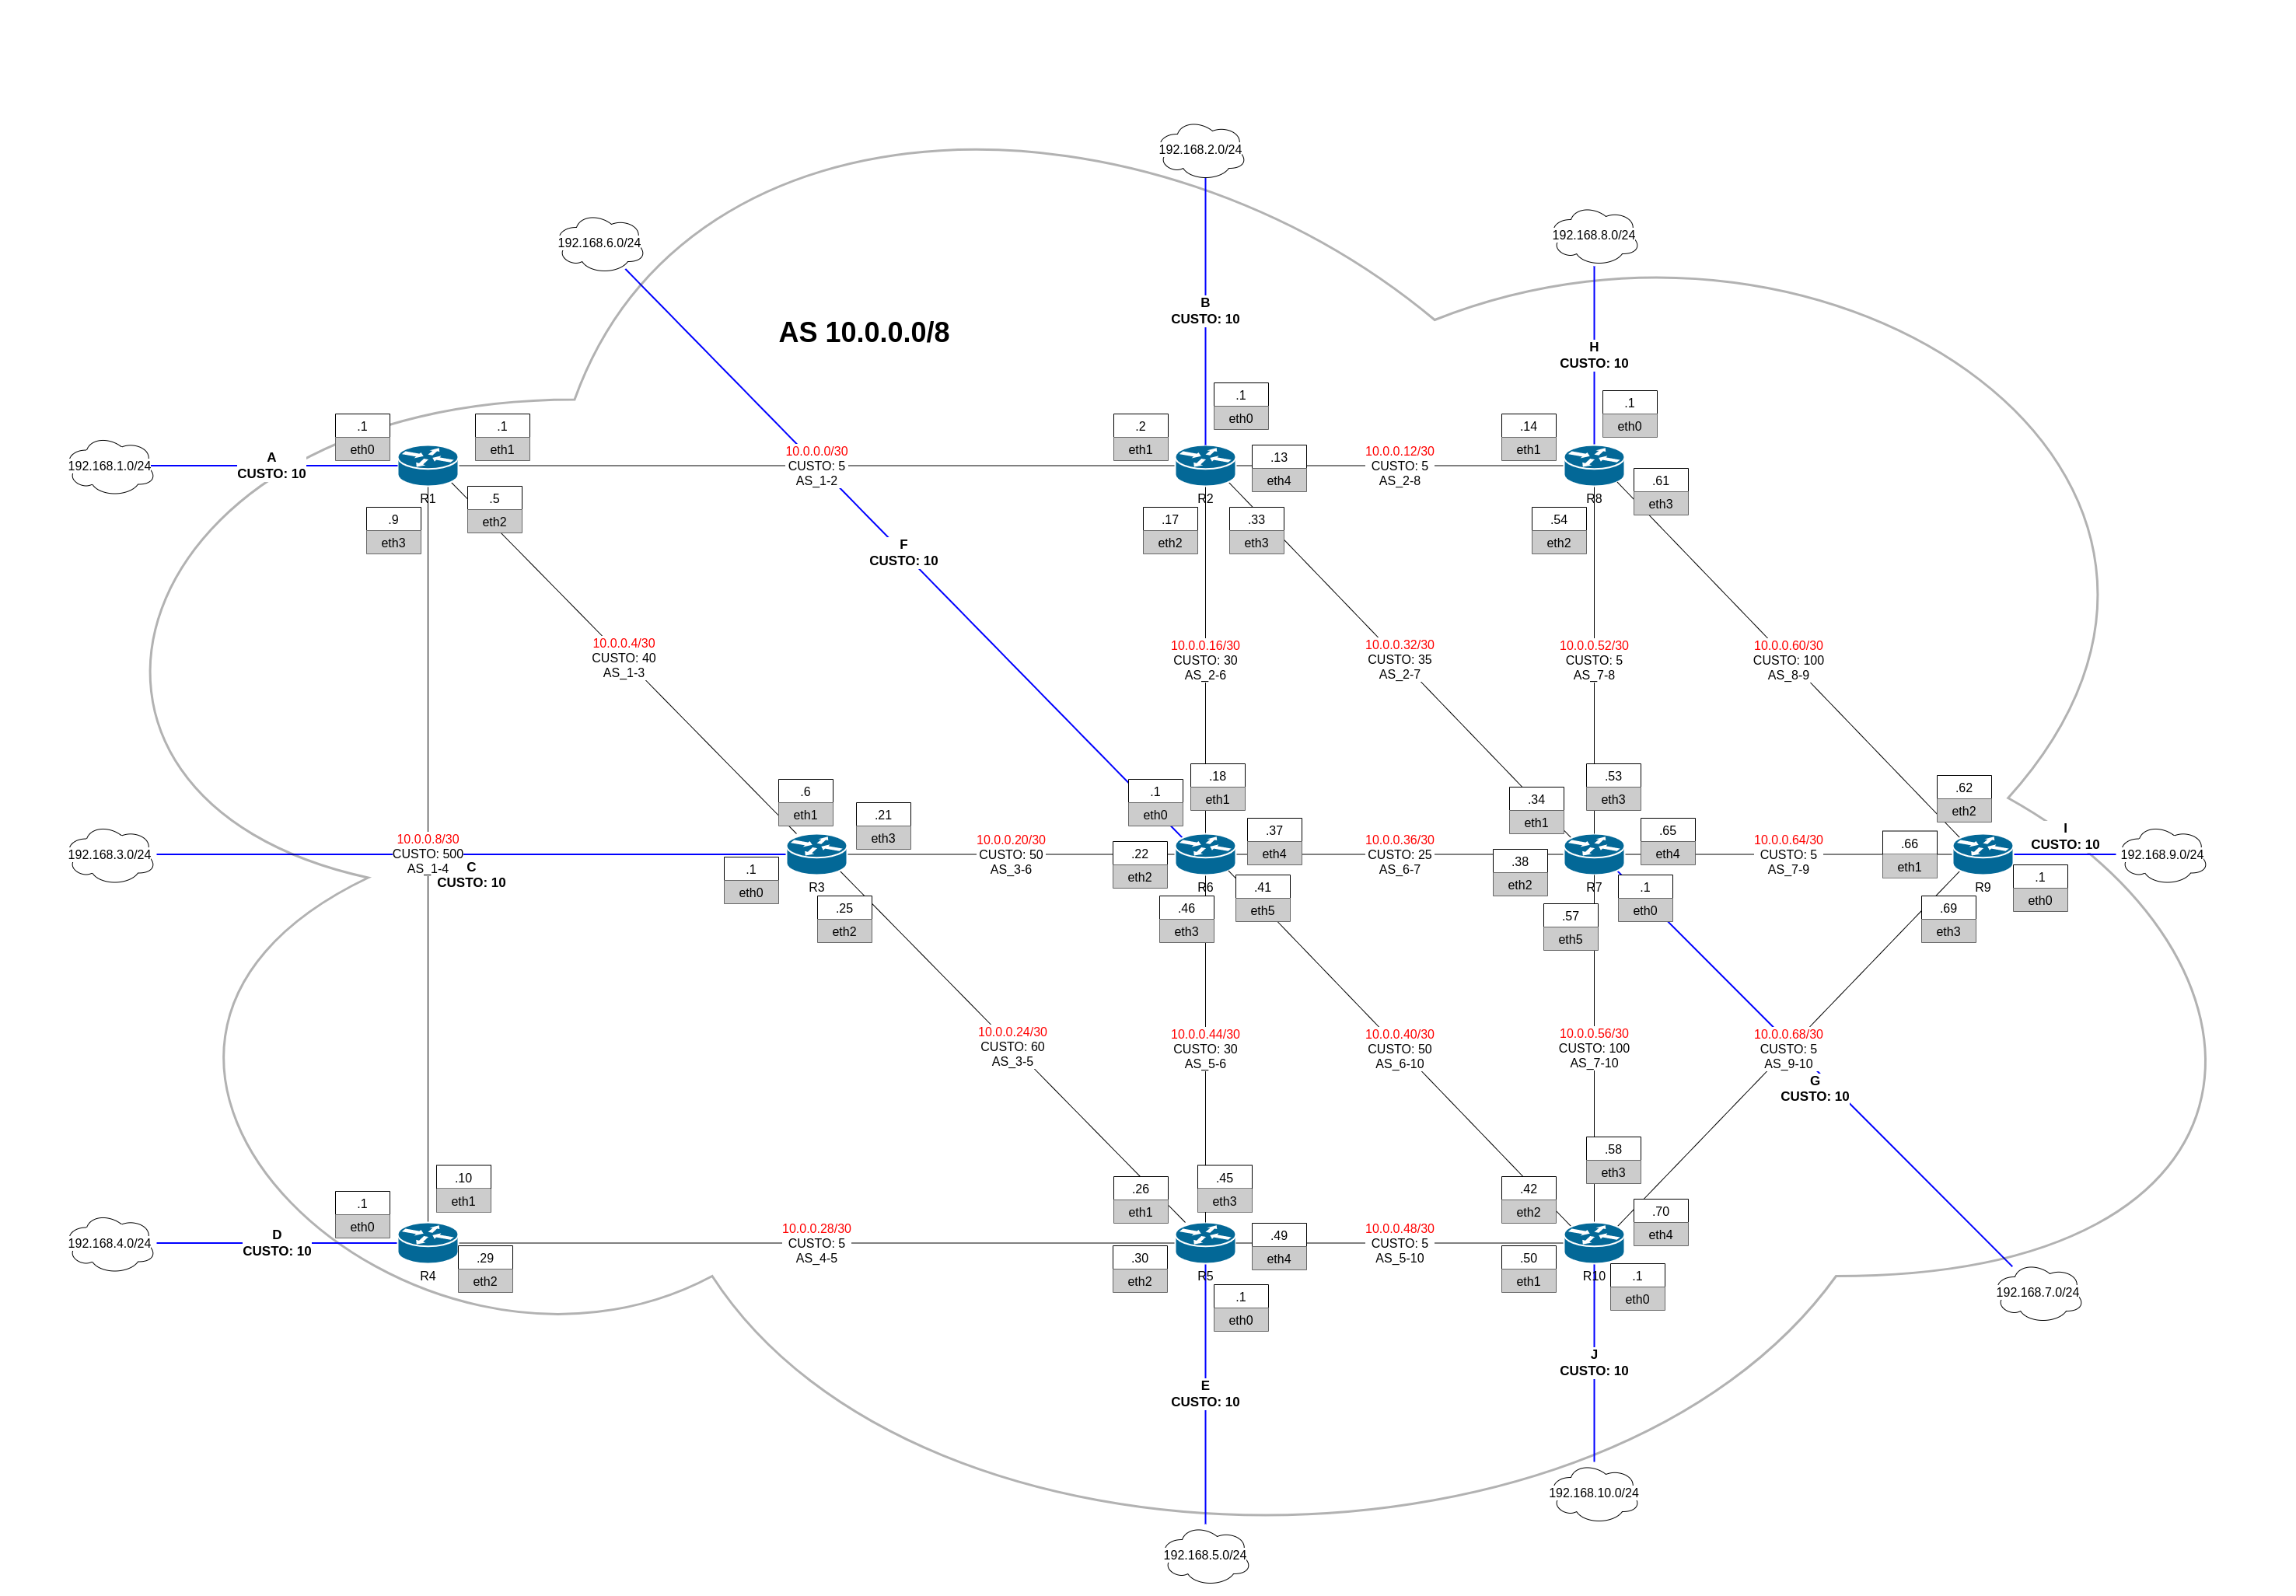 192.168.2.0/24
192.168.6.0/24
192.168.8.0/24
AS 10.0.0.0/8
B
CUSTO: 10
H
CUSTO: 10
.1
eth0
.1
eth0
.1
eth0
.1
eth1
.2
eth1
.14
eth1
192.168.1.0/24
A
CUSTO: 10
10.0.0.0/30
CUSTO: 5
AS_1-2
.13
eth4
10.0.0.12/30
CUSTO: 5
AS_2-8
R1
R2
R8
.5
eth2
.61
eth3
.9
eth3
.17
eth2
.33
eth3
.54
eth2
F
CUSTO: 10
10.0.0.4/30
CUSTO: 40
AS_1-3
10.0.0.16/30
CUSTO: 30
AS_2-6
10.0.0.32/30
CUSTO: 35
AS_2-7
10.0.0.52/30
CUSTO: 5
AS_7-8
10.0.0.60/30
CUSTO: 100
AS_8-9
.6
eth1
.21
eth3
.1
eth0
.18
eth1
.34
eth1
.53
eth3
.62
eth2
192.168.3.0/24
10.0.0.8/30
CUSTO: 500
AS_1-4
C
CUSTO: 10
.1
eth0
R3
10.0.0.20/30
CUSTO: 50
AS_3-6
.22
eth2
R6
.37
eth4
10.0.0.36/30
CUSTO: 25
AS_6-7
.38
eth2
R7
.65
eth4
10.0.0.64/30
CUSTO: 5
AS_7-9
.66
eth1
R9
I
CUSTO: 10
192.168.9.0/24
.1
eth0
.25
eth2
.46
eth3
.41
eth5
.57
eth5
.1
eth0
.69
eth3
10.0.0.24/30
CUSTO: 60
AS_3-5
10.0.0.44/30
CUSTO: 30
AS_5-6
10.0.0.40/30
CUSTO: 50
AS_6-10
10.0.0.56/30
CUSTO: 100
AS_7-10
10.0.0.68/30
CUSTO: 5
AS_9-10
G
CUSTO: 10
.10
eth1
.1
eth0
.26
eth1
.45
eth3
.42
eth2
.58
eth3
.70
eth4
192.168.4.0/24
D
CUSTO: 10
R4
.29
eth2
10.0.0.28/30
CUSTO: 5
AS_4-5
.30
eth2
R5
.49
eth4
10.0.0.48/30
CUSTO: 5
AS_5-10
.50
eth1
R10
.1
eth0
.1
eth0
192.168.7.0/24
E
CUSTO: 10
J
CUSTO: 10
192.168.10.0/24
192.168.5.0/24